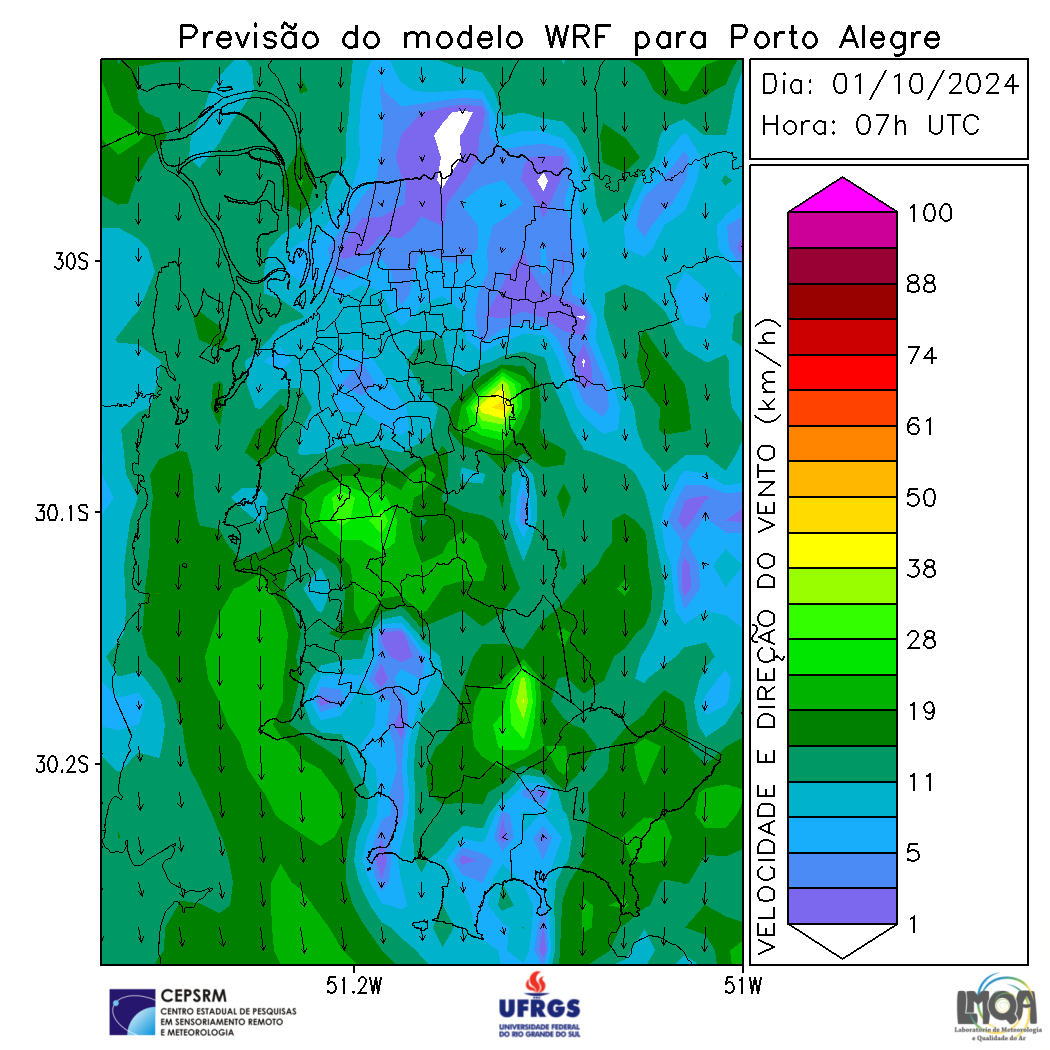 Previsão do modelo WRF para Porto Alegre
Dia: 01/10/2024
Hora: 07h UTC
30S
30.1S
30.2S
51.2W
51W
VELOCIDADE E DIREÇÃO DO VENTO (km/h)
100
88
74
61
50
38
28
19
11
5
1
CEPSRM
CENTRO ESTADUAL DE PESQUISAS
EM SENSORIAMENTO REMOTO
E METEOROLOGIA
UFRGS
UNIVERSIDADE FEDERAL
DO RIO GRANDE DO SUL
LMQA
Laboratório de Meteorologia
e Qualidade do Ar